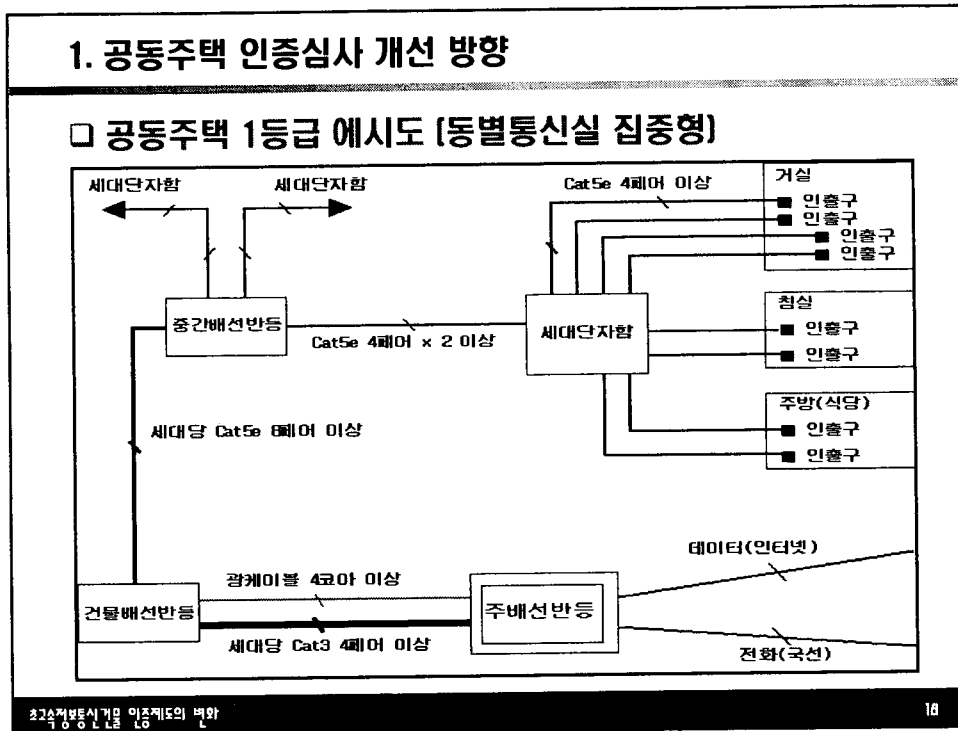 1. 공동주택 인증심사 개선 방향
□ 공동주택 1등급 에시도 (동별통신실 집중형)
세대단자함 세대단자함
Cat5e 4페어 이상
거실
인출구
인출구
인출구
인출구
중간배선반등
Cat5e 4페어 x 2 이상
세대단자함
침실
인출구
인출구
주방(식당)
인출구
인출구
세대당 Cat5e 8페어 이상
데이터(인터넷)
광케이블 4코아 이상
건물배선반등
주배선반등
세대당 Cat3 4페어 이상
전화(국선)
초고속정보통신건물 인증제도의 변화
18